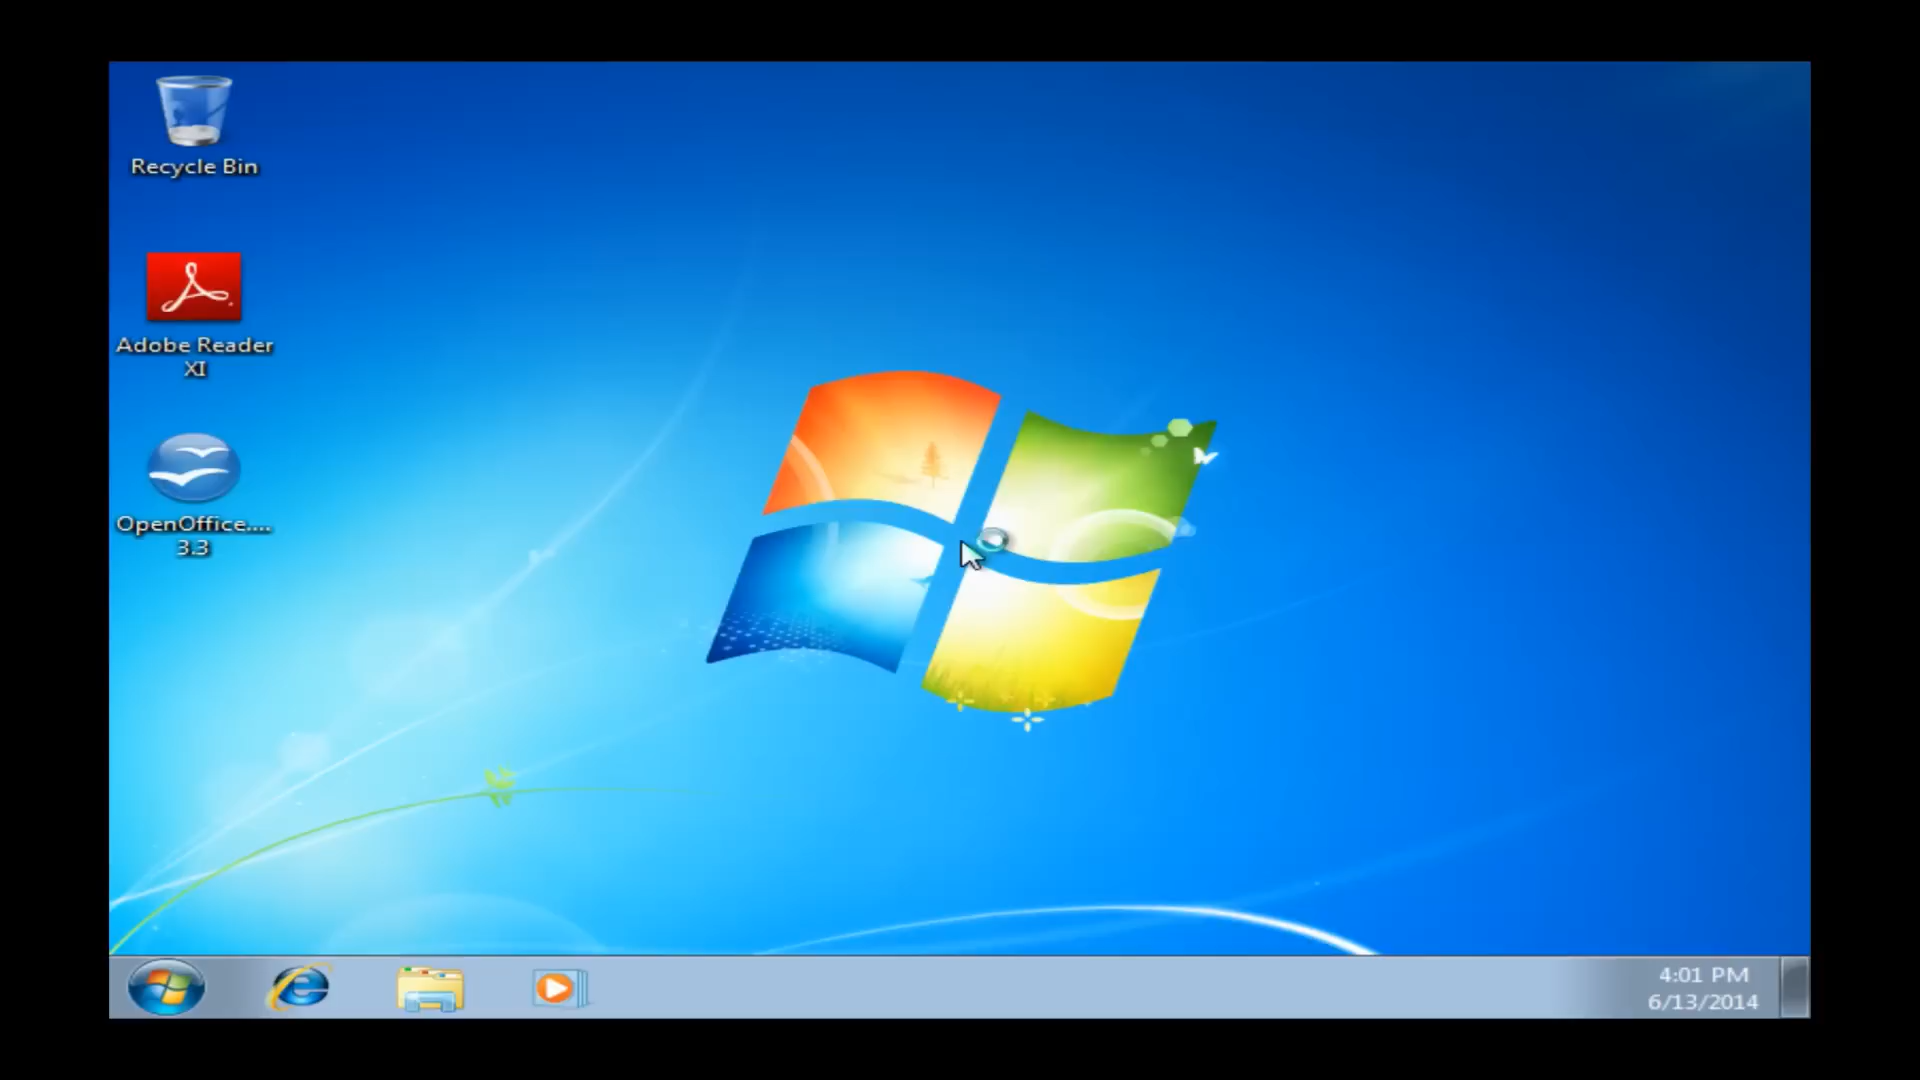 Recycle Bin
Adobe Reader
XI
OpenOffice....
3.3
4:01 PM
6/13/2014